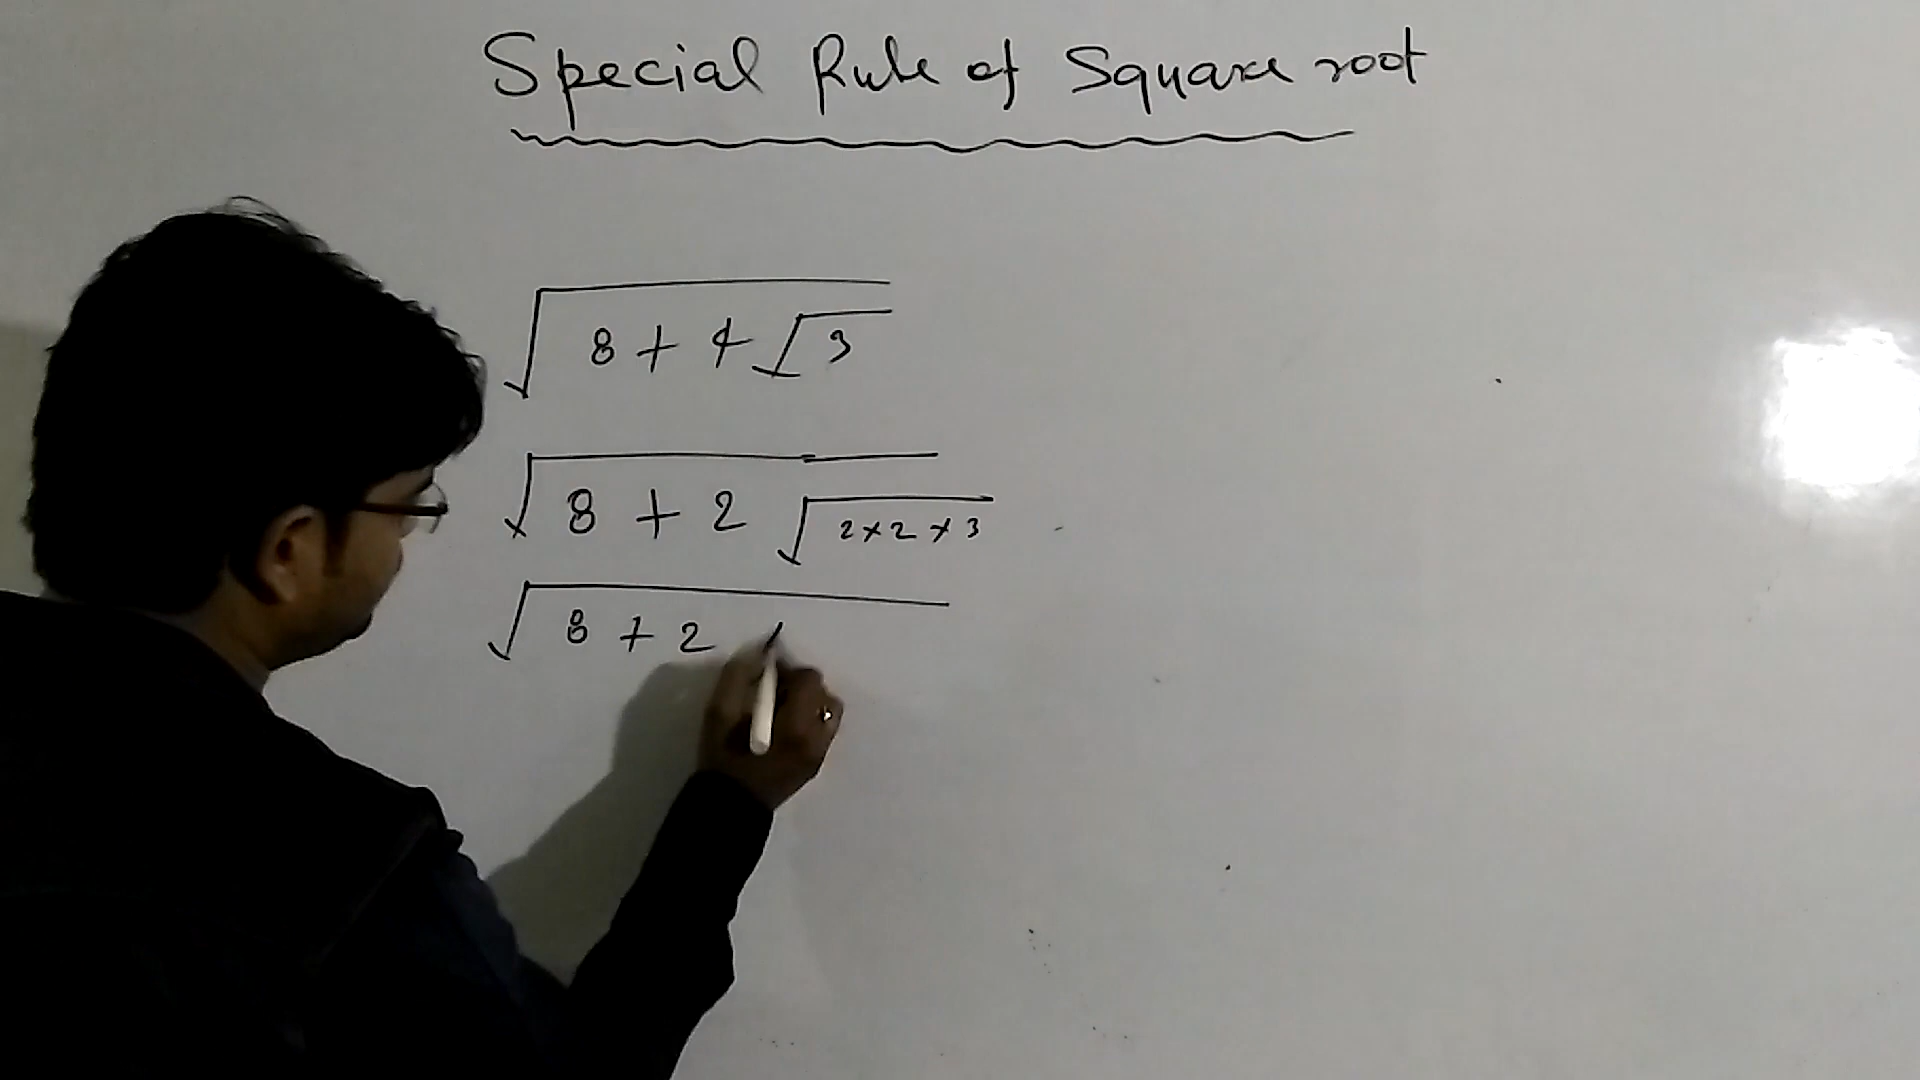 Special Rule of Square root
√8 + 4√3
√8 + 2√2×2×3
√8 + 2